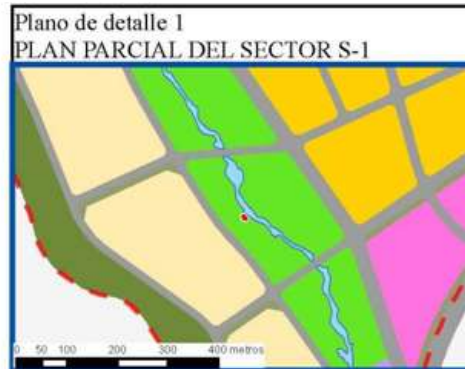 Plano de detalle 1
PLAN PARCIAL DEL SECTOR S-1
0 50 100 200 300 400 metros